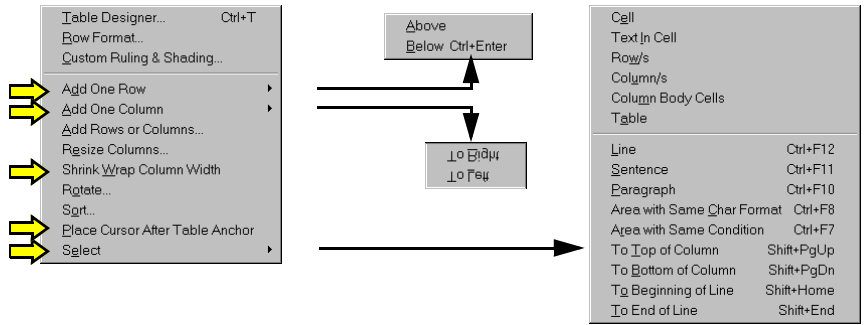 Table Designer... Ctrl+T
Row Format...
Custom Ruling & Shading...
Add One Row
Add One Column
Add Rows or Columns...
Resize Columns...
Shrink Wrap Column Width
Rotate...
Sort...
Place Cursor After Table Anchor
Select
Above
Below Ctrl+Enter
To Right
To Left
Cell
Text In Cell
Row/s
Column/s
Column Body Cells
Table
Line Ctrl+F12
Sentence Ctrl+F11
Paragraph Ctrl+F10
Area with Same Char Format Ctrl+F8
Area with Same Condition Ctrl+F7
To Top of Column Shift+PgUp
To Bottom of Column Shift+PgDn
To Beginning of Line Shift+Home
To End of Line Shift+End